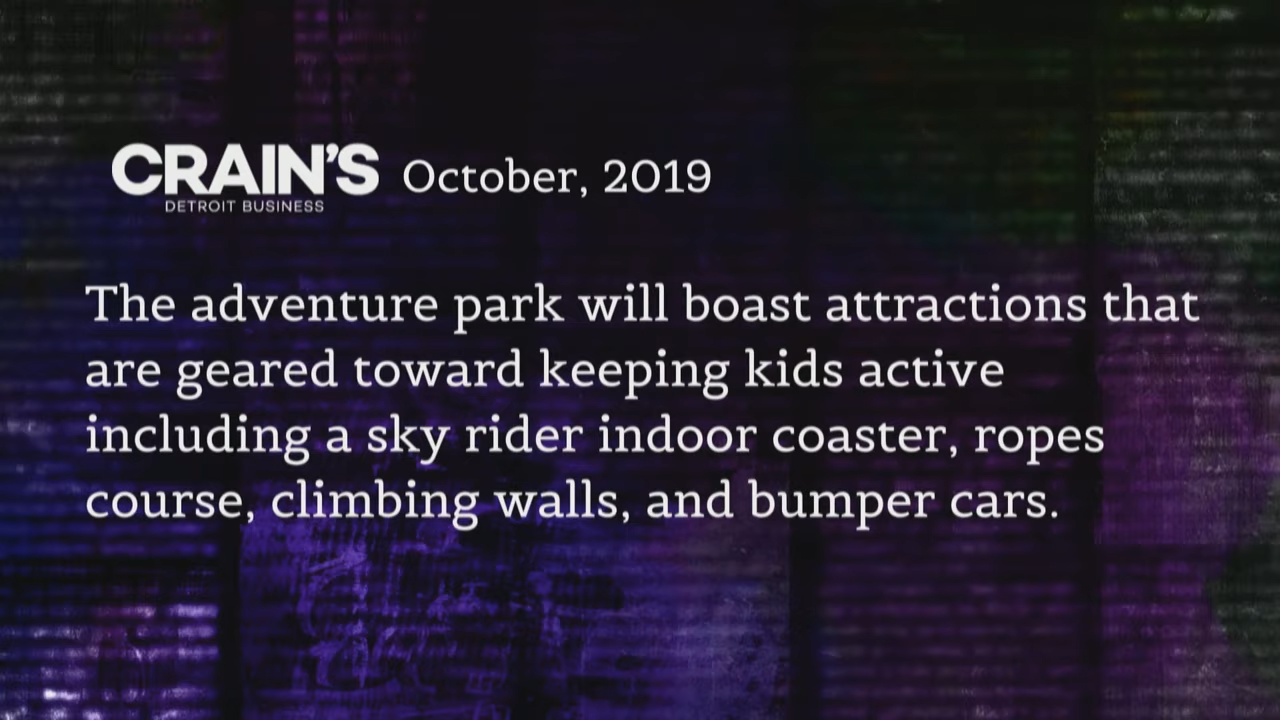 CRAIN'S October, 2019
DETROIT BUSINESS
The adventure park will boast attractions that
are geared toward keeping kids active
including a sky rider indoor coaster, ropes
course, climbing walls, and bumper cars.